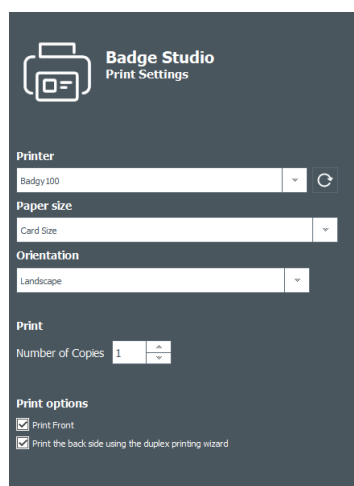 Badge Studio
Print Settings
Printer
Badgy100
Paper size
Card Size
Orientation
Landscape
Print
Number of Copies 1
Print options
Print Front
Print the back side using the duplex printing wizard